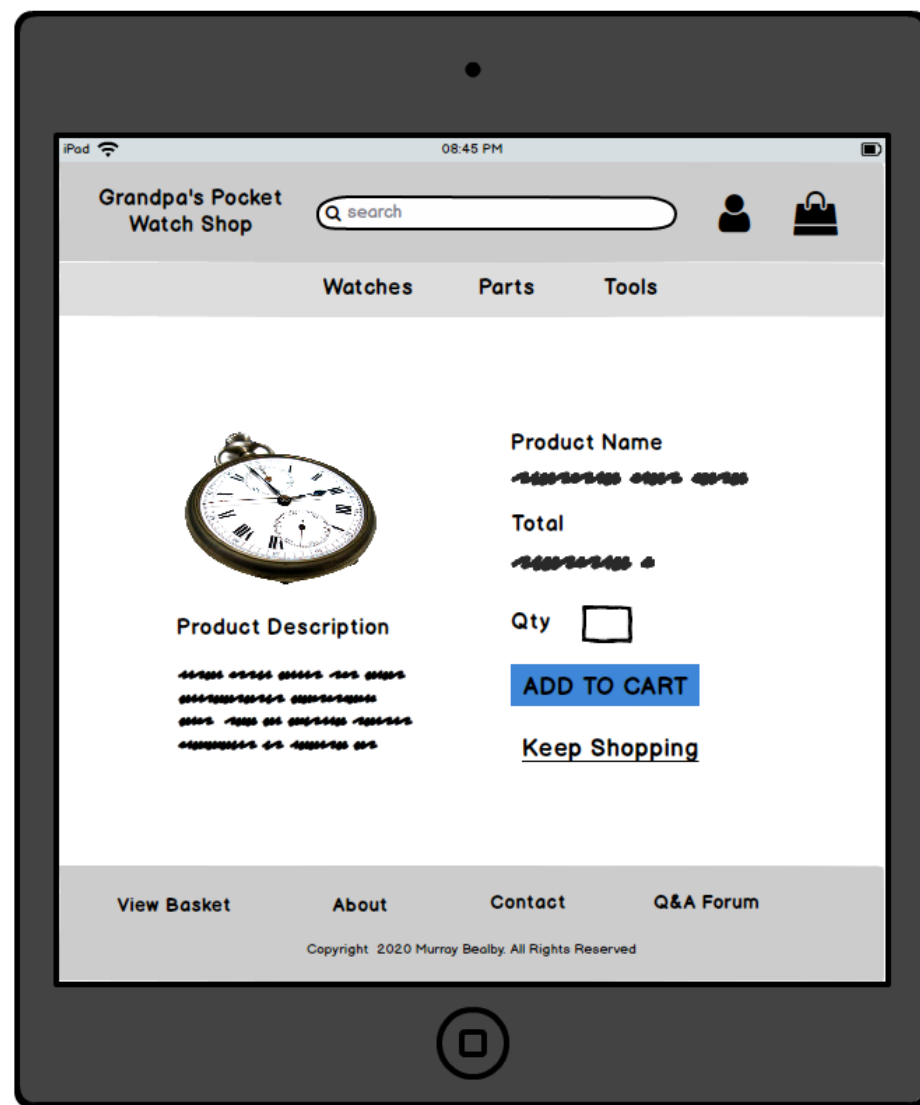 iPad
08:45 PM
Grandpa's Pocket
Watch Shop
search
Watches Parts Tools
Product Name
Total
Qty
ADD TO CART
Keep Shopping
Product Description
View Basket About Contact Q&A Forum
Copyright 2020 Murray Bealby. All Rights Reserved